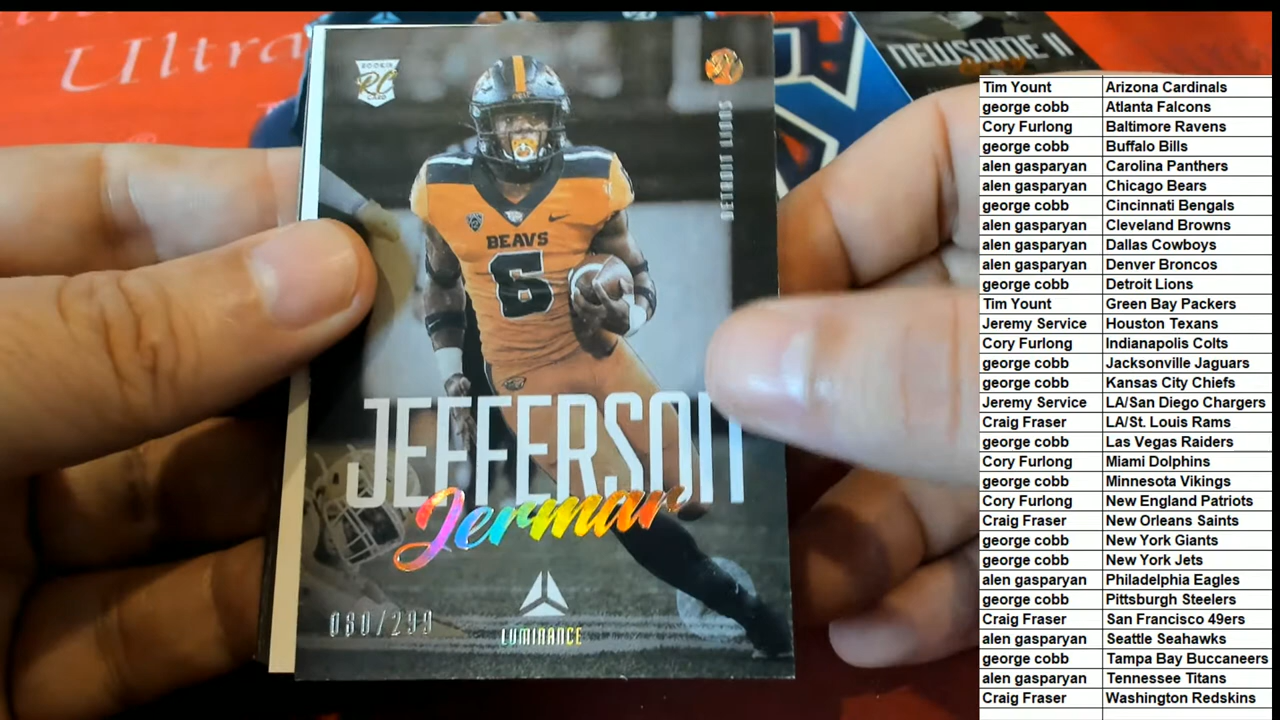 Ultra
®
NEWSOME II
ROOKIE
RC
CARD
DETROIT LIONS
BEAVS
6
JEFFERSON
Jermar
080/299
LUMINANCE
Tim Yount Arizona Cardinals
george cobb Atlanta Falcons
Cory Furlong Baltimore Ravens
george cobb Buffalo Bills
alen gasparyan Carolina Panthers
alen gasparyan Chicago Bears
george cobb Cincinnati Bengals
alen gasparyan Cleveland Browns
alen gasparyan Dallas Cowboys
alen gasparyan Denver Broncos
george cobb Detroit Lions
Tim Yount Green Bay Packers
Jeremy Service Houston Texans
Cory Furlong Indianapolis Colts
george cobb Jacksonville Jaguars
george cobb Kansas City Chiefs
Jeremy Service LA/San Diego Chargers
Craig Fraser LA/St. Louis Rams
george cobb Las Vegas Raiders
Cory Furlong Miami Dolphins
george cobb Minnesota Vikings
Cory Furlong New England Patriots
Craig Fraser New Orleans Saints
george cobb New York Giants
george cobb New York Jets
alen gasparyan Philadelphia Eagles
george cobb Pittsburgh Steelers
Craig Fraser San Francisco 49ers
alen gasparyan Seattle Seahawks
george cobb Tampa Bay Buccaneers
alen gasparyan Tennessee Titans
Craig Fraser Washington Redskins